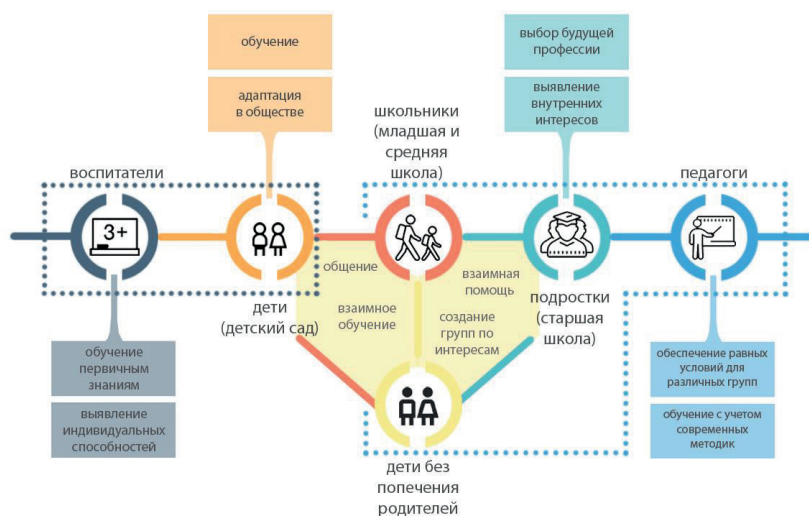 обучение
адаптация
в обществе
выбор будущей
профессии
выявление
внутренних
интересов
воспитатели
школьники
(младшая и
средняя
школа)
педагоги
3+
общение
взаимное
обучение
взаимная
помощь
создание
групп по
интересам
дети
(детский сад)
подростки
(старшая
школа)
обучение
первичным
знаниям
выявление
индивидуальных
способностей
обеспечение равных
условий для
различных групп
обучение с учетом
современных
методик
дети без
попечения
родителей